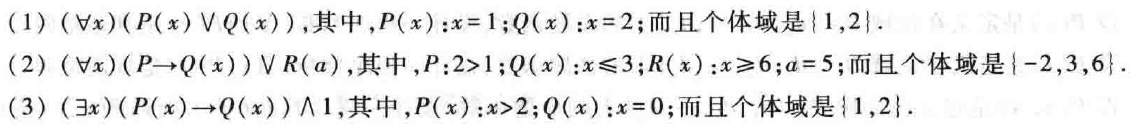 (1) (∀x)(P(x)∨Q(x)),其中,P(x):x=1;Q(x):x=2;而且个体域是{1,2}.
(2) (∀x)(P→Q(x))∨R(a),其中,P:2>1;Q(x):x≤3;R(x):x≥6;a=5;而且个体域是{-2,3,6}.
(3) (∃x)(P(x)→Q(x))∧1,其中,P(x):x>2;Q(x):x=0;而且个体域是{1,2}.